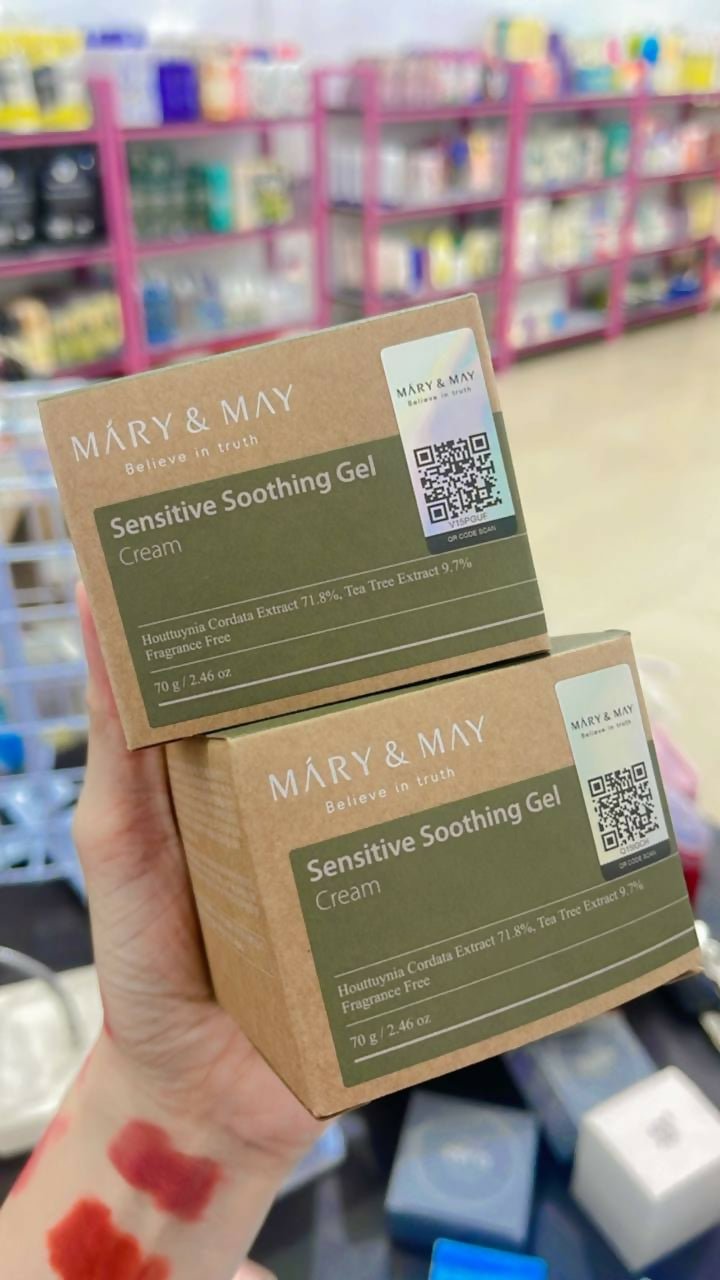 MÁRY & MAY
Believe in truth
Sensitive Soothing Gel
Cream
Houttuynia Cordata Extract 71.8%, Tea Tree Extract 9.7%
Fragrance Free
70 g / 2.46 oz
MÁRY & MAY
Believe in truth
V15PGUF
QR CODE SCAN
MÁRY & MAY
Believe in truth
Sensitive Soothing Gel
Cream
Houttuynia Cordata Extract 71.8%, Tea Tree Extract 9.7%
Fragrance Free
70 g / 2.46 oz
MÁRY & MAY
Believe in truth
QR CODE SCAN